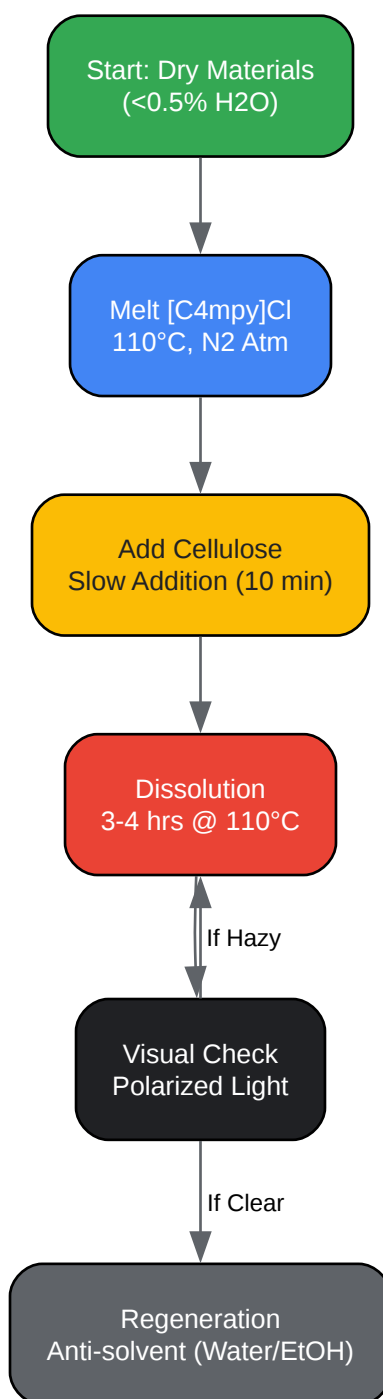 Start: Dry Materials
(<0.5% H2O)
Melt [C4mpy]Cl
110°C, N2 Atm
Add Cellulose
Slow Addition (10 min)
Dissolution
3-4 hrs @ 110°C
If Hazy
Visual Check
Polarized Light
If Clear
Regeneration
Anti-solvent (Water/EtOH)